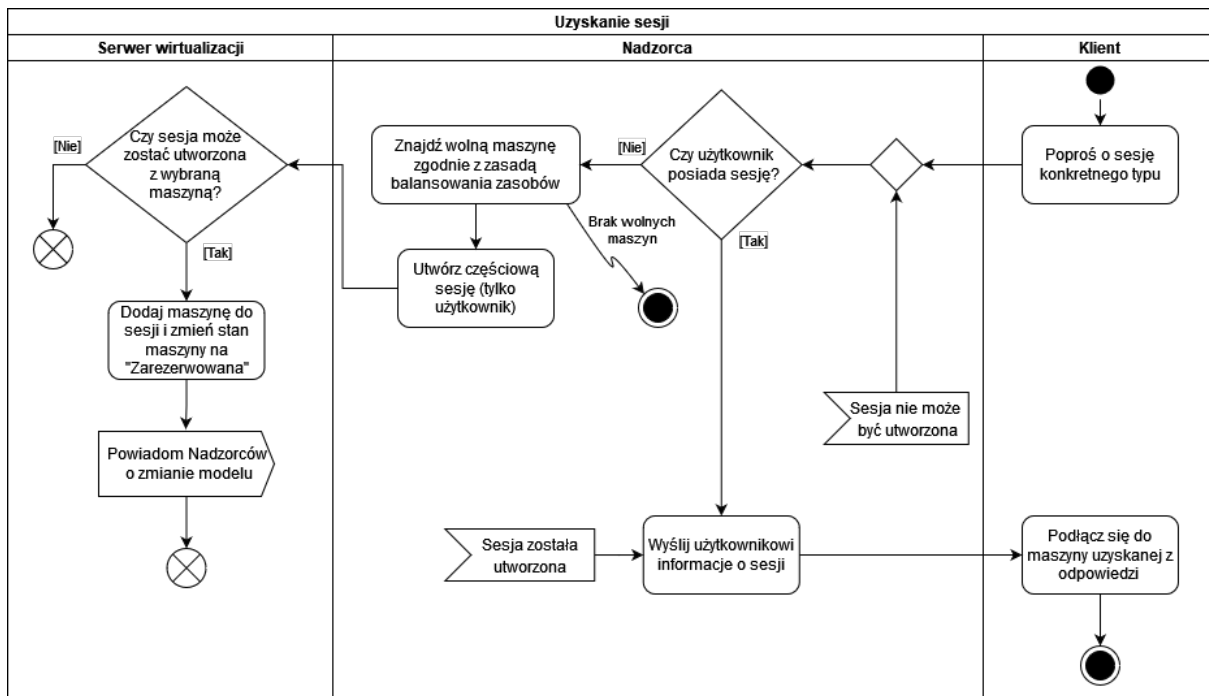 Uzyskanie sesji
Serwer wirtualizacji
Nadzorca
Klient
Poproś o sesję
konkretnego typu
Czy użytkownik
posiada sesję?
[Nie]
[Tak]
Znajdź wolną maszynę
zgodnie z zasadą
balansowania zasobów
Brak wolnych
maszyn
Utwórz częściową
sesję (tylko
użytkownik)
Czy sesja może
zostać utworzona
z wybraną
maszyną?
[Nie]
[Tak]
Dodaj maszynę do
sesji i zmień stan
maszyny na
"Zarezerwowana"
Powiadom Nadzorców
o zmianie modelu
Sesja nie może
być utworzona
Sesja została
utworzona
Wyślij użytkownikowi
informacje o sesji
Podłącz się do
maszyny uzyskanej z
odpowiedzi